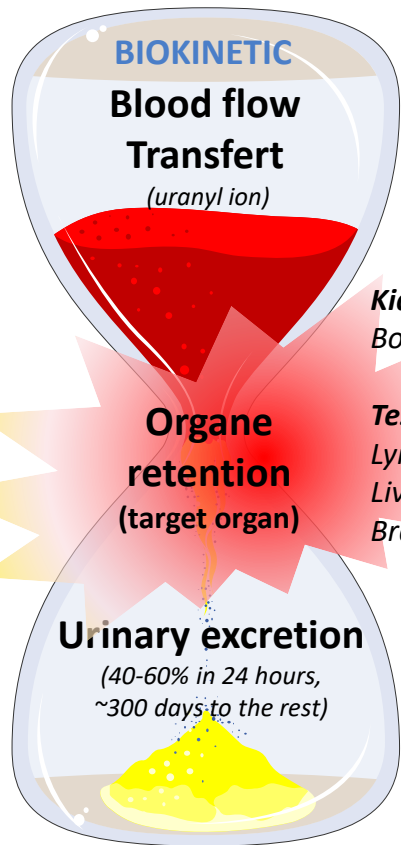 BIOKINETIC
Blood flow
Transfert
(uranyl ion)
Organe
retention
(target organ)
Urinary excretion
(40-60% in 24 hours,
~300 days to the rest)